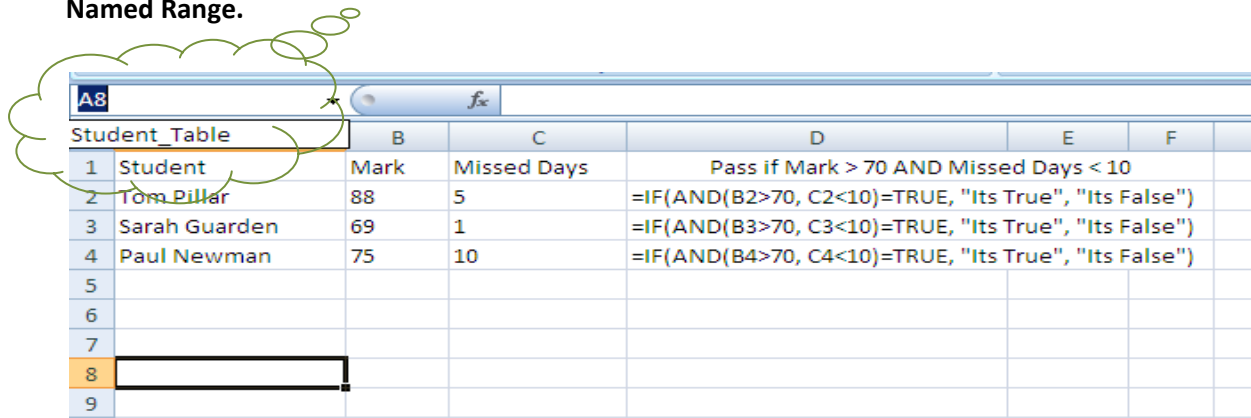 Named Range.
A8 fx
Student_Table B C D E F
1 Student Mark Missed Days Pass if Mark > 70 AND Missed Days < 10
2 Tom Pillar 88 5 =IF(AND(B2>70, C2<10)=TRUE, "Its True", "Its False")
3 Sarah Guarden 69 1 =IF(AND(B3>70, C3<10)=TRUE, "Its True", "Its False")
4 Paul Newman 75 10 =IF(AND(B4>70, C4<10)=TRUE, "Its True", "Its False")
5
6
7
8
9